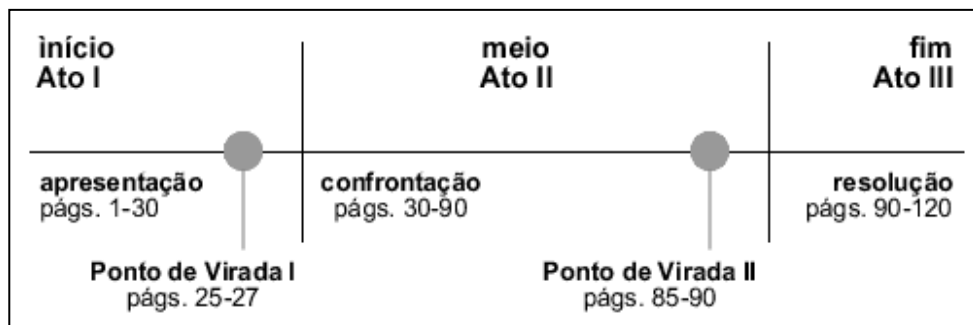 início
Ato I
meio
Ato II
fim
Ato III
apresentação
págs. 1-30
confrontação
págs. 30-90
resolução
págs. 90-120
Ponto de Virada I
págs. 25-27
Ponto de Virada II
págs. 85-90